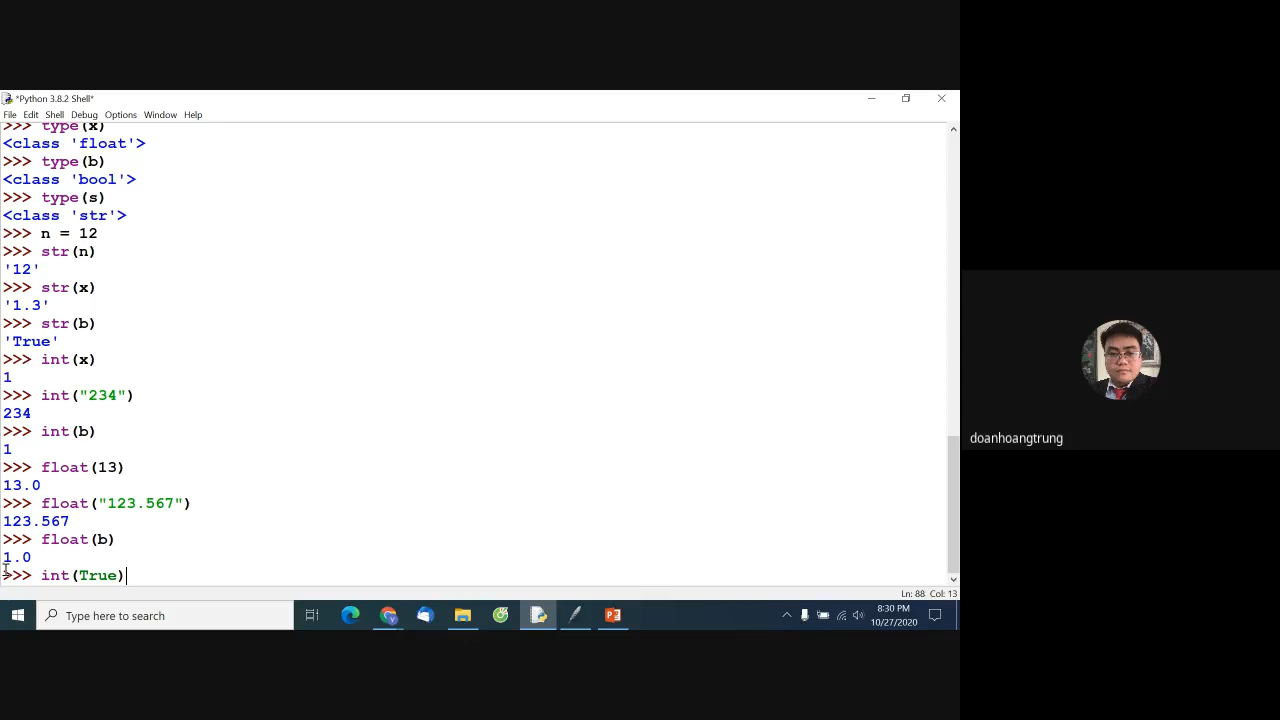 *Python 3.8.2 Shell*
File Edit Shell Debug Options Window Help
>>> type(x)
<class 'float'>
>>> type(b)
<class 'bool'>
>>> type(s)
<class 'str'>
>>> n = 12
>>> str(n)
'12'
>>> str(x)
'1.3'
>>> str(b)
'True'
>>> int(x)
1
>>> int("234")
234
>>> int(b)
1
>>> float(13)
13.0
>>> float("123.567")
123.567
>>> float(b)
1.0
>>> int(True)
Ln: 88 Col: 13
Type here to search
8:30 PM
10/27/2020
doanhoangtrung